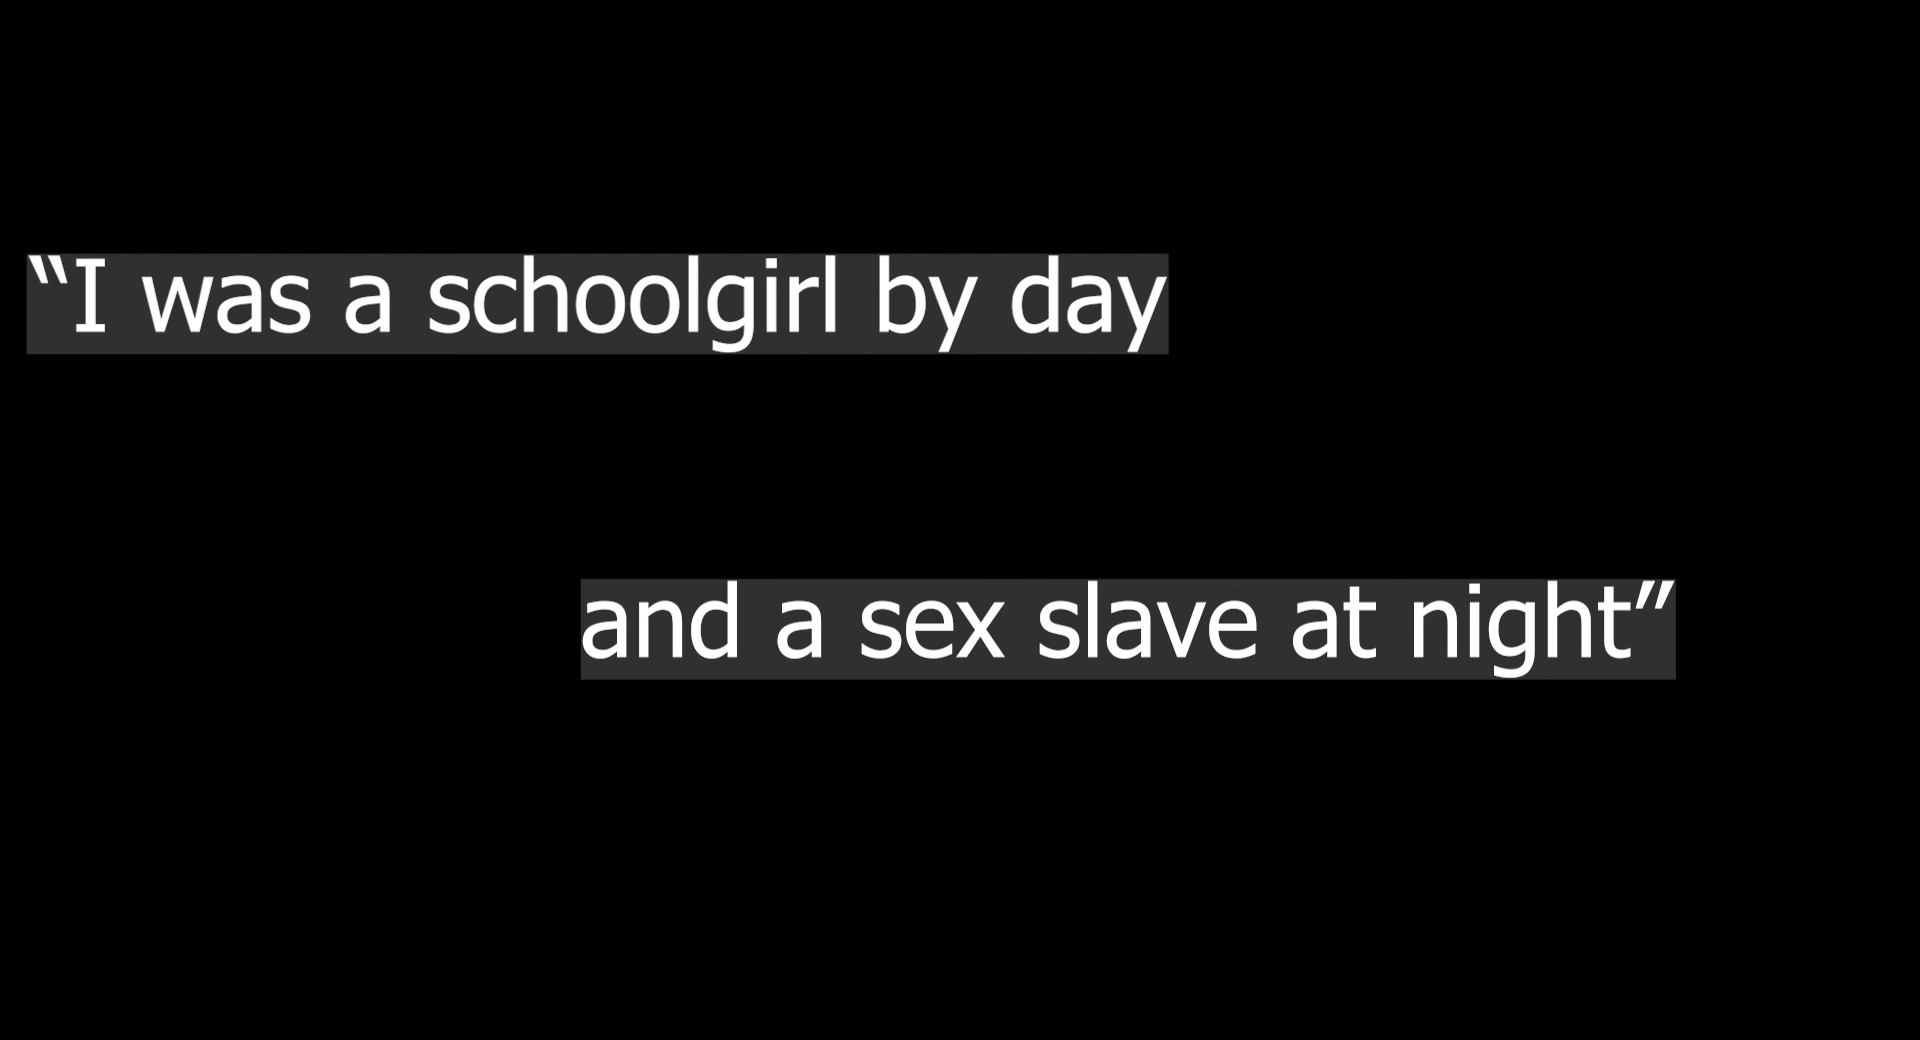 “I was a schoolgirl by day
and a sex slave at night”